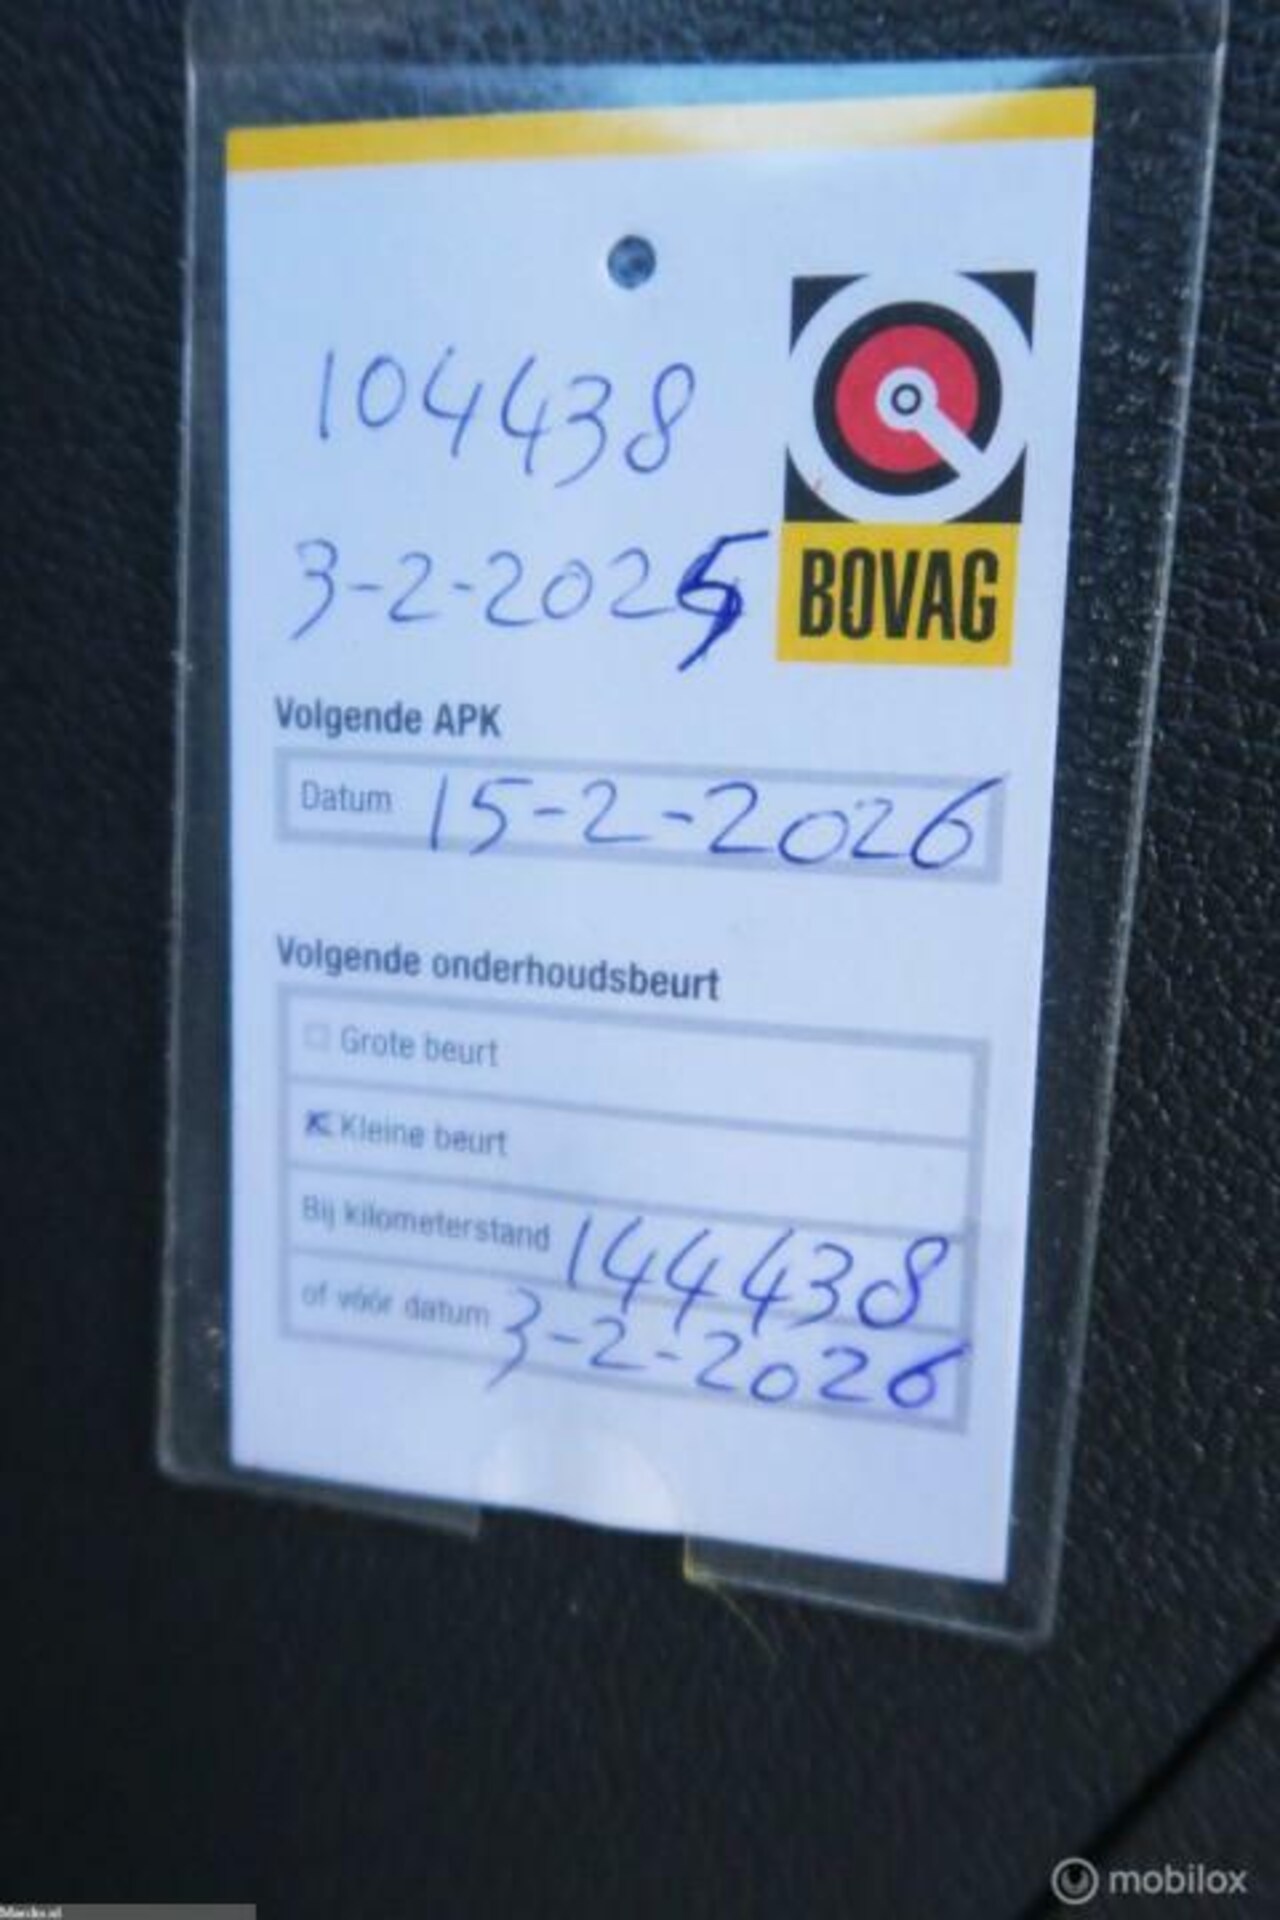 104438
3-2-2025
BOVAG
Volgende APK
Datum 15-2-2026
Volgende onderhoudsbeurt
Grote beurt
Kleine beurt
Bij kilometerstand 144438
of vóór datum 3-2-2026
mobilox